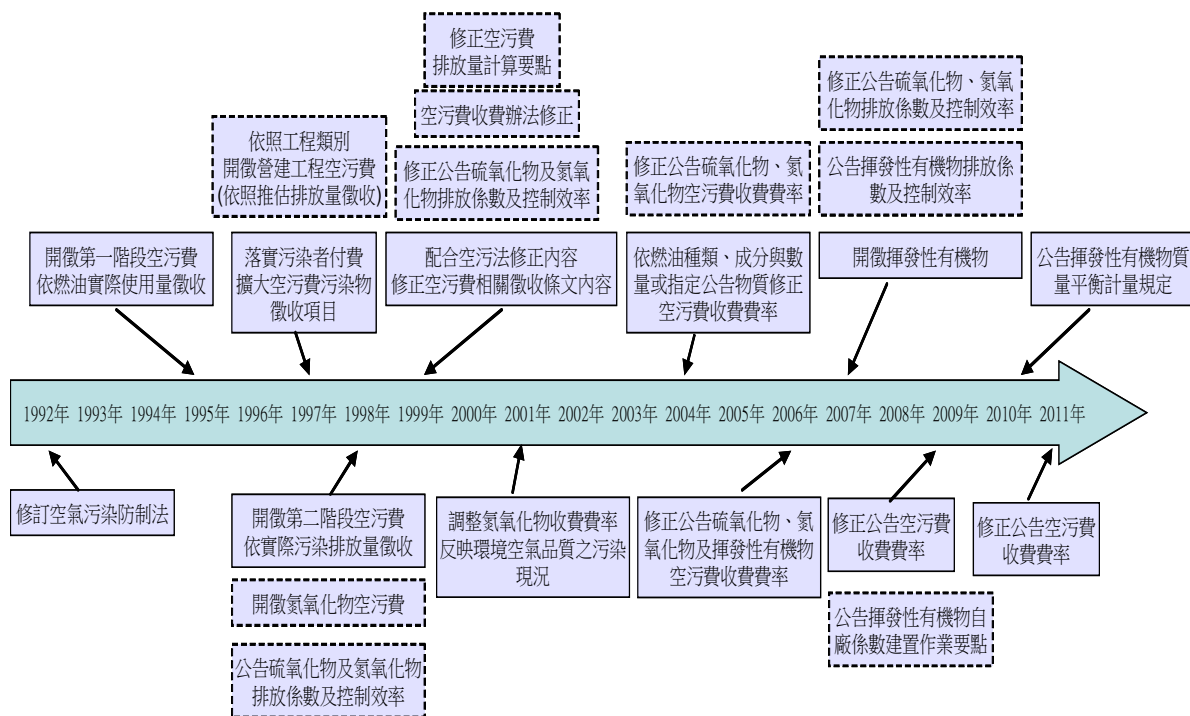 修正空污費
排放量計算要點
空污費收費辦法修正
修正公告硫氧化物及氮氧
化物排放係數及控制效率
依照工程類別
開徵營建工程空污費
(依照推估排放量徵收)
修正公告硫氧化物、氮
氧化物空污費收費費率
修正公告硫氧化物、氮氧
化物排放係數及控制效率
公告揮發性有機物排放係
數及控制效率
開徵第一階段空污費
依燃油實際使用量徵收
落實污染者付費
擴大空污費污染物
徵收項目
配合空污法修正內容
修正空污費相關徵收條文內容
依燃油種類、成分與數
量或指定公告物質修正
空污費收費費率
開徵揮發性有機物
公告揮發性有機物質
量平衡計量規定
1992年 1993年 1994年 1995年 1996年 1997年 1998年 1999年 2000年 2001年 2002年 2003年 2004年 2005年 2006年 2007年 2008年 2009年 2010年 2011年
修訂空氣污染防制法
開徵第二階段空污費
依實際污染排放量徵收
開徵氮氧化物空污費
公告硫氧化物及氮氧化物
排放係數及控制效率
調整氮氧化物收費費率
反映環境空氣品質之污染
現況
修正公告硫氧化物、氮
氧化物及揮發性有機物
空污費收費費率
修正公告空污費
收費費率
公告揮發性有機物自
廠係數建置作業要點
修正公告空污費
收費費率